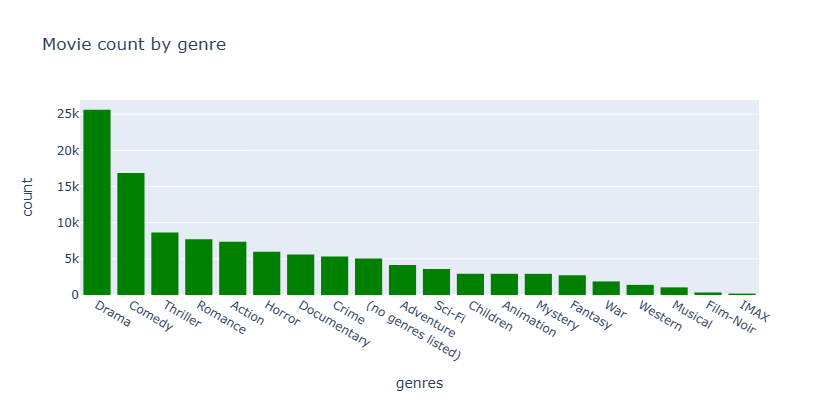 Movie count by genre
count
25k
20k
15k
10k
5k
0
Drama
Comedy
Thriller
Romance
Action
Horror
Documentary
Crime
(no genres listed)
Adventure
Sci-Fi
Children
Animation
Mystery
Fantasy
War
Western
Musical
Film-Noir
IMAX
genres